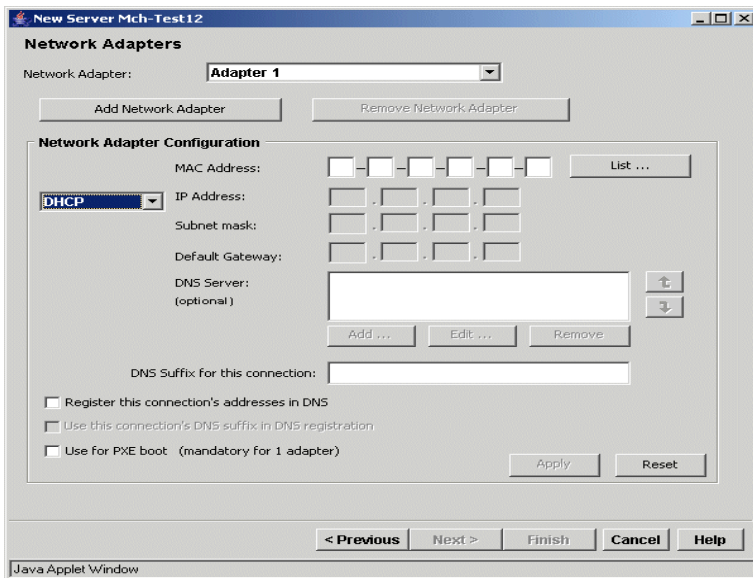 New Server Mch-Test12
Network Adapters
Network Adapter: Adapter 1
Add Network Adapter Remove Network Adapter
Network Adapter Configuration
MAC Address: – – – – – List ...
DHCP IP Address: . . .
Subnet mask: . . .
Default Gateway: . . .
DNS Server:
(optional)
Add ... Edit ... Remove
DNS Suffix for this connection:
Register this connection's addresses in DNS
Use this connection's DNS suffix in DNS registration
Use for PXE boot (mandatory for 1 adapter)
Apply Reset
< Previous Next > Finish Cancel Help
Java Applet Window